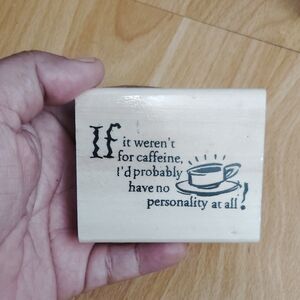 If it weren't
for caffeine,
I'd probably
have no
personality at all!